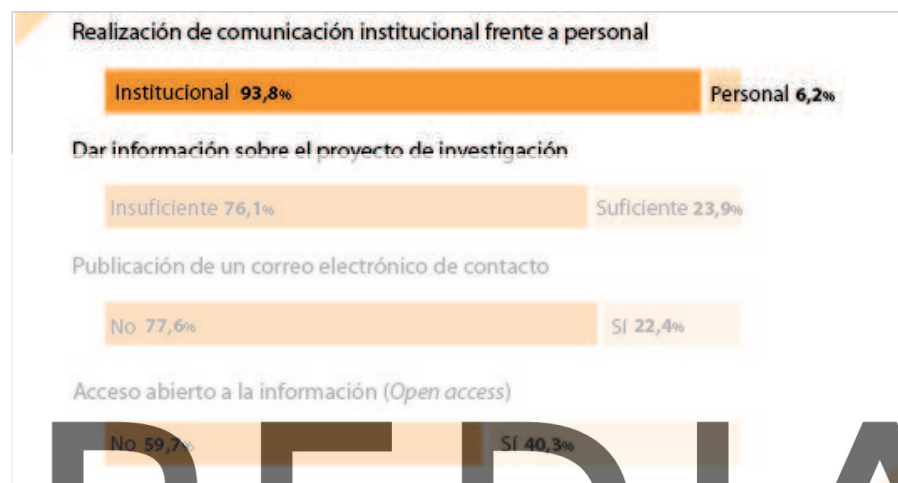 Realización de comunicación institucional frente a personal
Institucional 93,8% Personal 6,2%
Dar información sobre el proyecto de investigación
Insuficiente 76,1% Suficiente 23,9%
Publicación de un correo electrónico de contacto
No 77,6% Sí 22,4%
Acceso abierto a la información (Open access)
No 59,7% Sí 40,3%